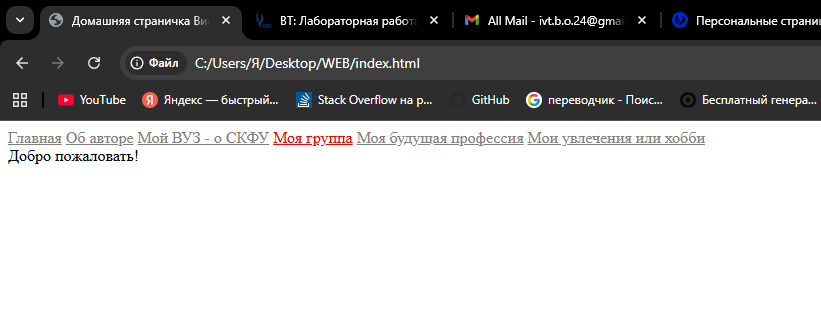 Домашняя страничка Ви ВТ: Лабораторная работа All Mail - ivt.b.o.24@gmai Персональные страни
Файл C:/Users/Я/Desktop/WEB/index.html
YouTube Яндекс — быстрый... Stack Overflow на р... GitHub переводчик - Поис... Бесплатный генера...
Главная Об авторе Мой ВУЗ - о СКФУ Моя группа Моя будущая профессия Мои увлечения или хобби
Добро пожаловать!